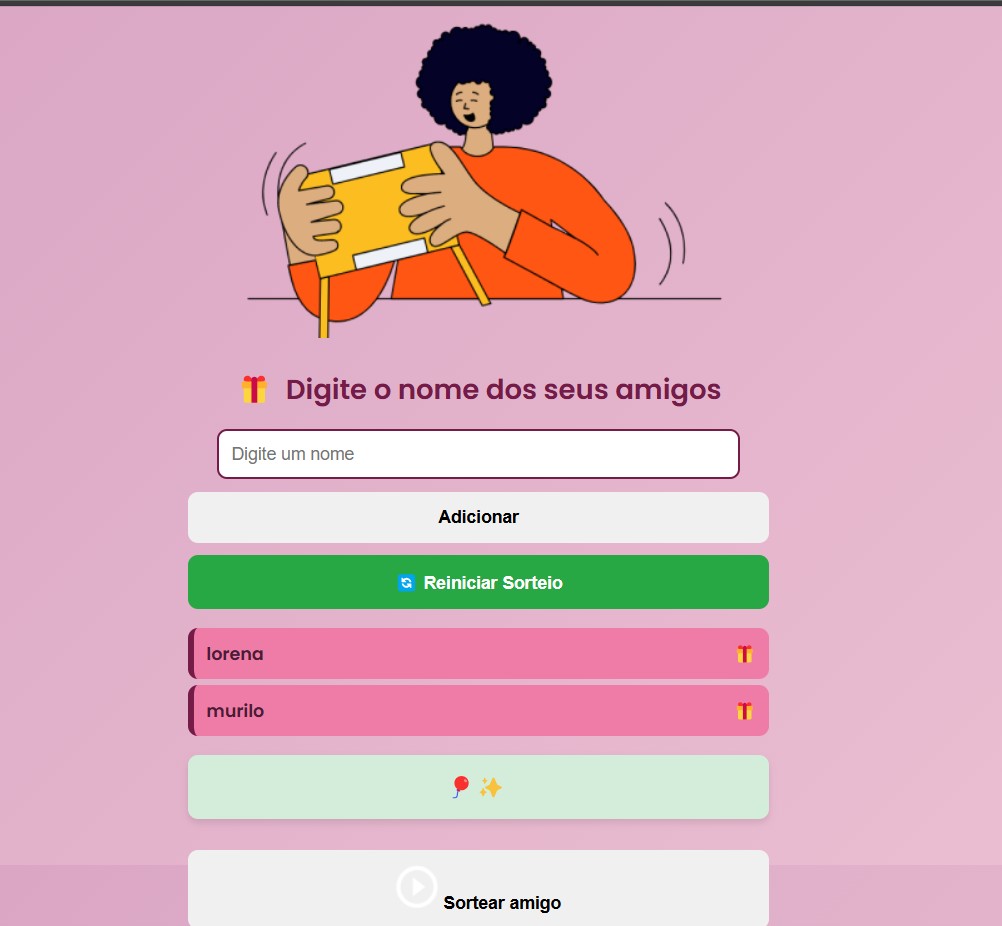 Digite o nome dos seus amigos
Digite um nome
Adicionar
Reiniciar Sorteio
lorena
murilo
Sortear amigo